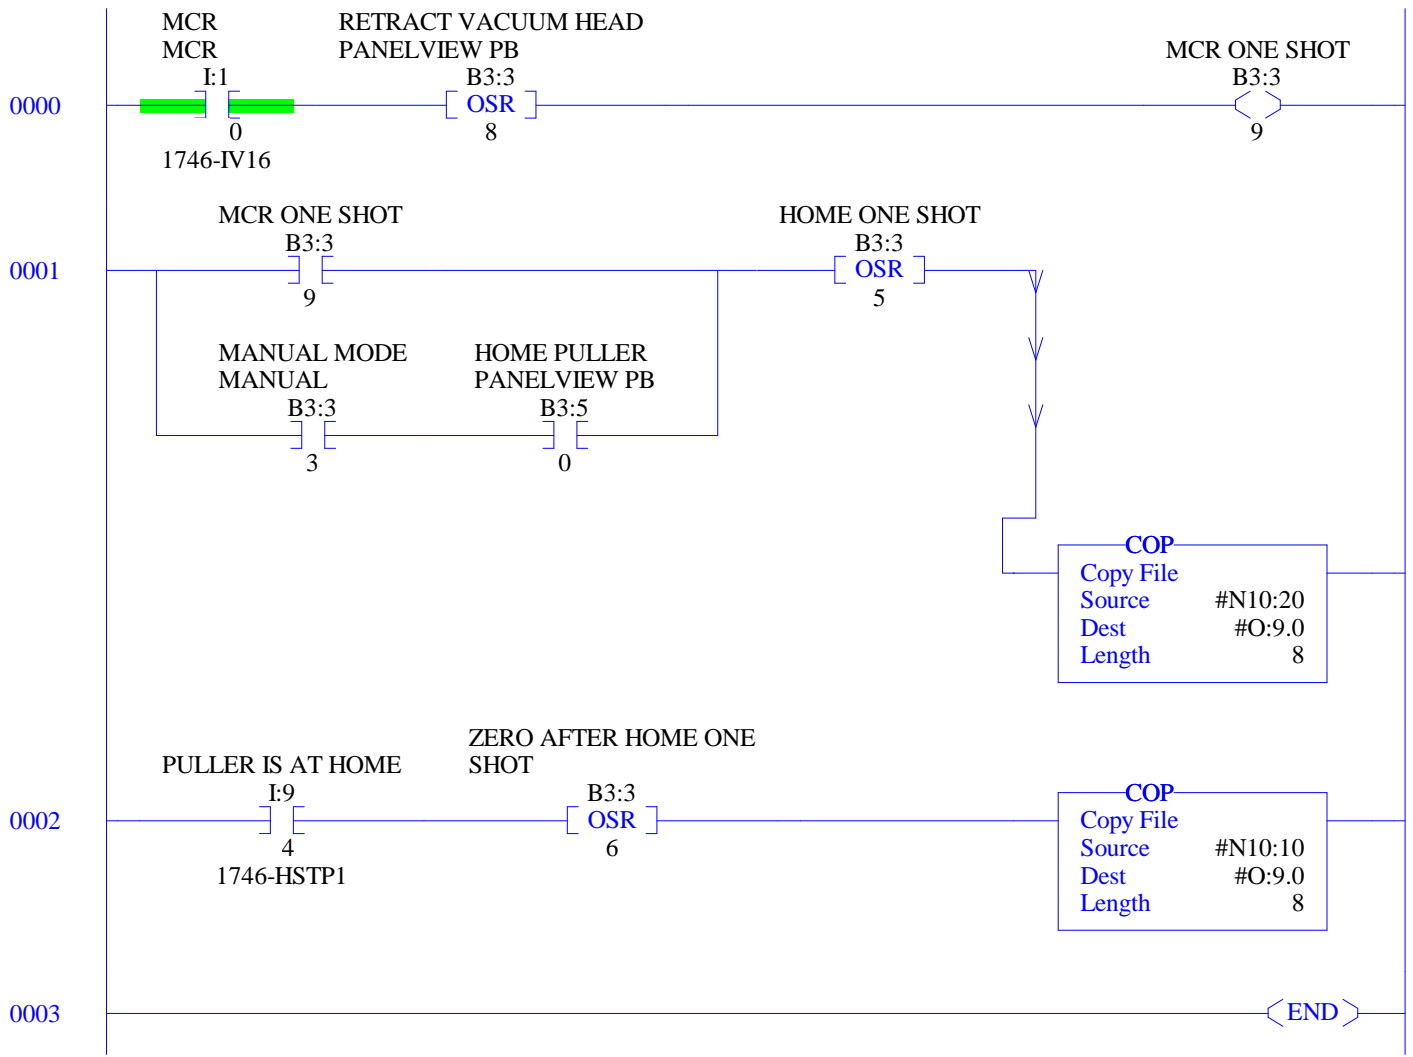 MCR
MCR
I:1
0
1746-IV16
RETRACT VACUUM HEAD
PANELVIEW PB
B3:3
OSR
8
MCR ONE SHOT
B3:3
9
0000
MCR ONE SHOT
B3:3
9
HOME ONE SHOT
B3:3
OSR
5
0001
MANUAL MODE
MANUAL
B3:3
3
HOME PULLER
PANELVIEW PB
B3:5
0
COP
Copy File
Source #N10:20
Dest #O:9.0
Length 8
PULLER IS AT HOME
I:9
4
1746-HSTP1
ZERO AFTER HOME ONE
SHOT
B3:3
OSR
6
0002
COP
Copy File
Source #N10:10
Dest #O:9.0
Length 8
0003
END